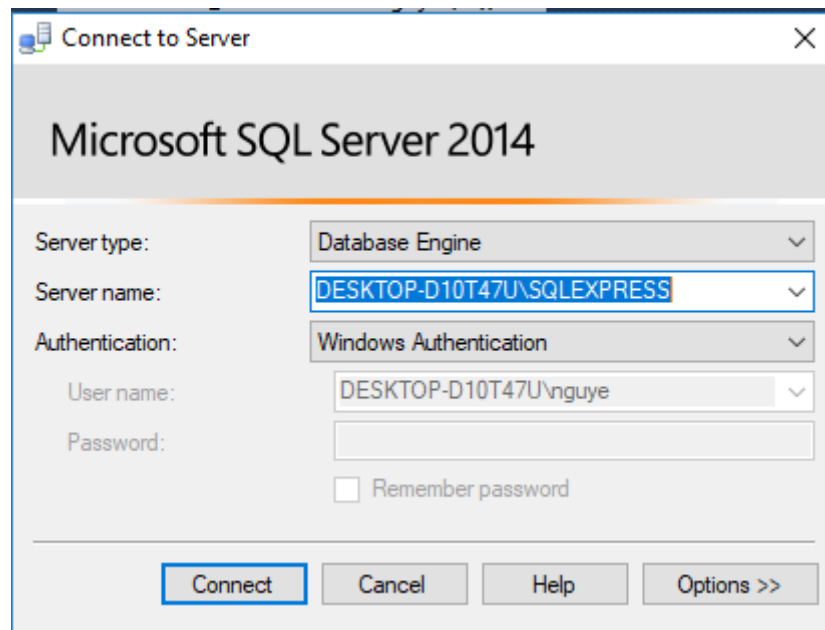 Connect to Server
Microsoft SQL Server 2014
Server type: Database Engine
Server name: DESKTOP-D10T47U\SQLEXPRESS
Authentication: Windows Authentication
User name: DESKTOP-D10T47U\nguye
Password:
Remember password
Connect Cancel Help Options >>